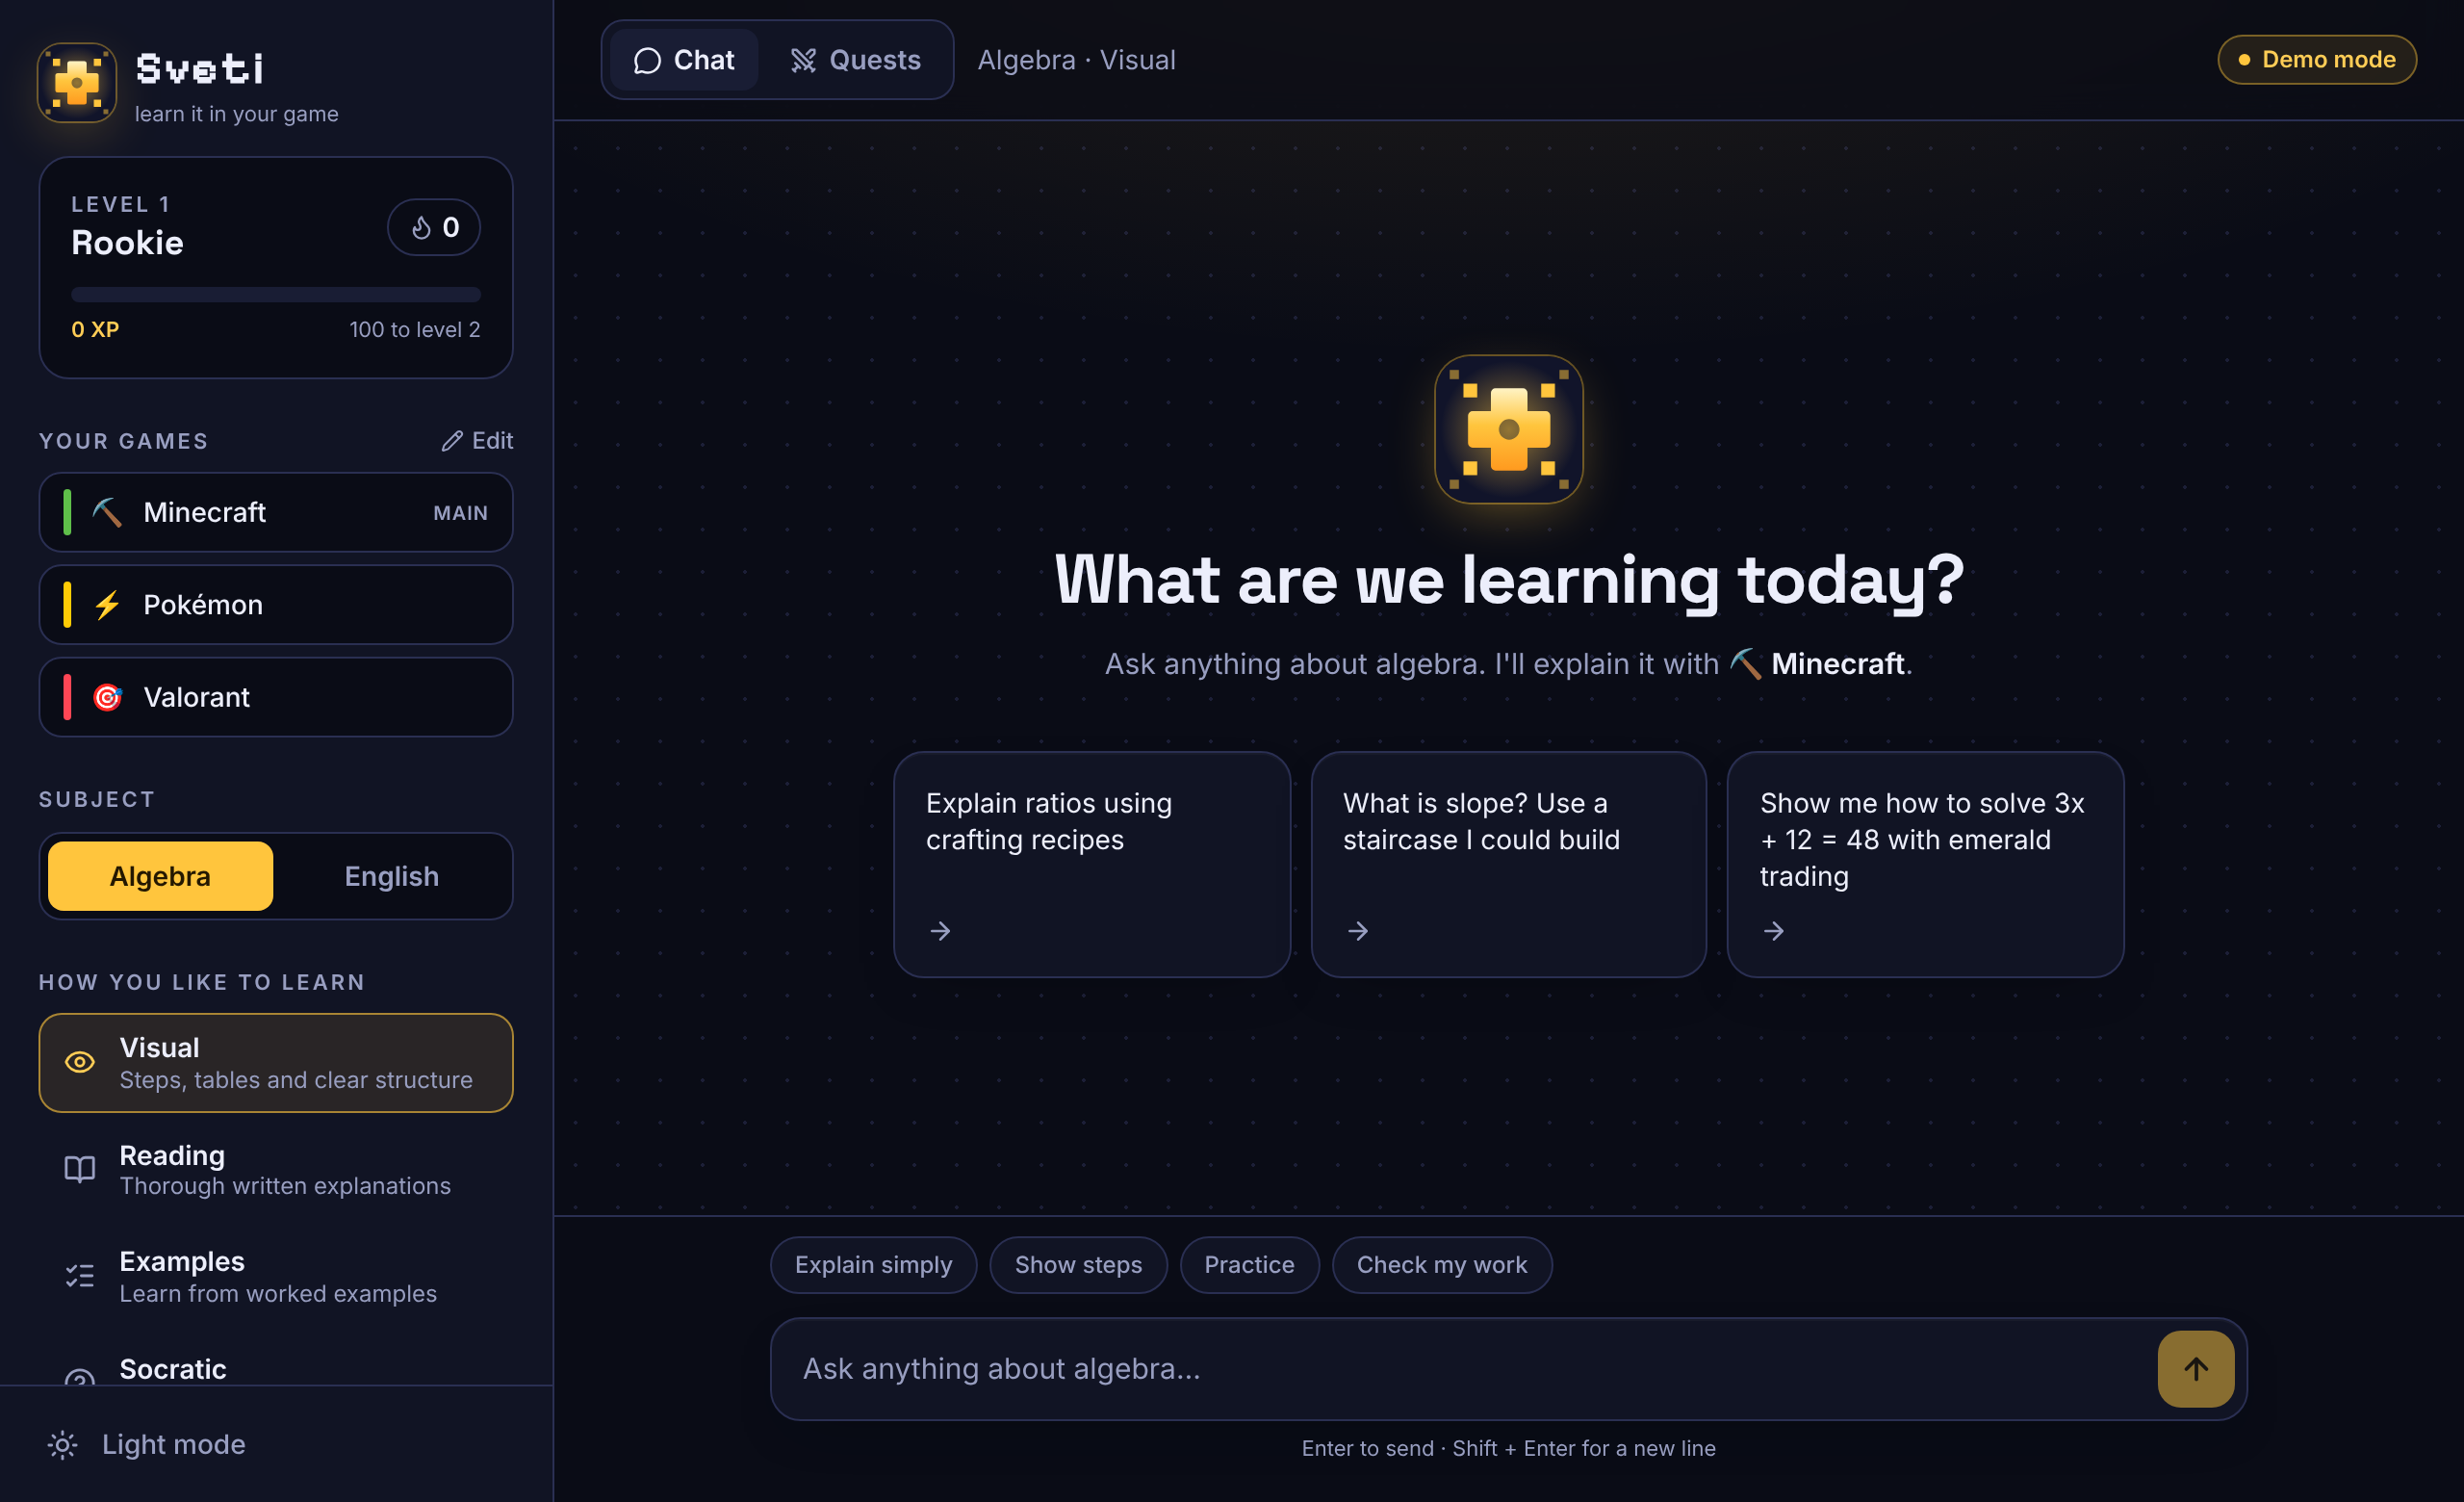 Sveti
learn it in your game
LEVEL 1
Rookie
0
0 XP
100 to level 2
YOUR GAMES
Edit
Minecraft
MAIN
Pokémon
Valorant
SUBJECT
Algebra
English
HOW YOU LIKE TO LEARN
Visual
Steps, tables and clear structure
Reading
Thorough written explanations
Examples
Learn from worked examples
Socratic
Light mode
Chat
Quests
Algebra · Visual
Demo mode
What are we learning today?
Ask anything about algebra. I'll explain it with Minecraft.
Explain ratios using
crafting recipes
What is slope? Use a
staircase I could build
Show me how to solve 3x
+ 12 = 48 with emerald
trading
Explain simply
Show steps
Practice
Check my work
Ask anything about algebra...
Enter to send · Shift + Enter for a new line